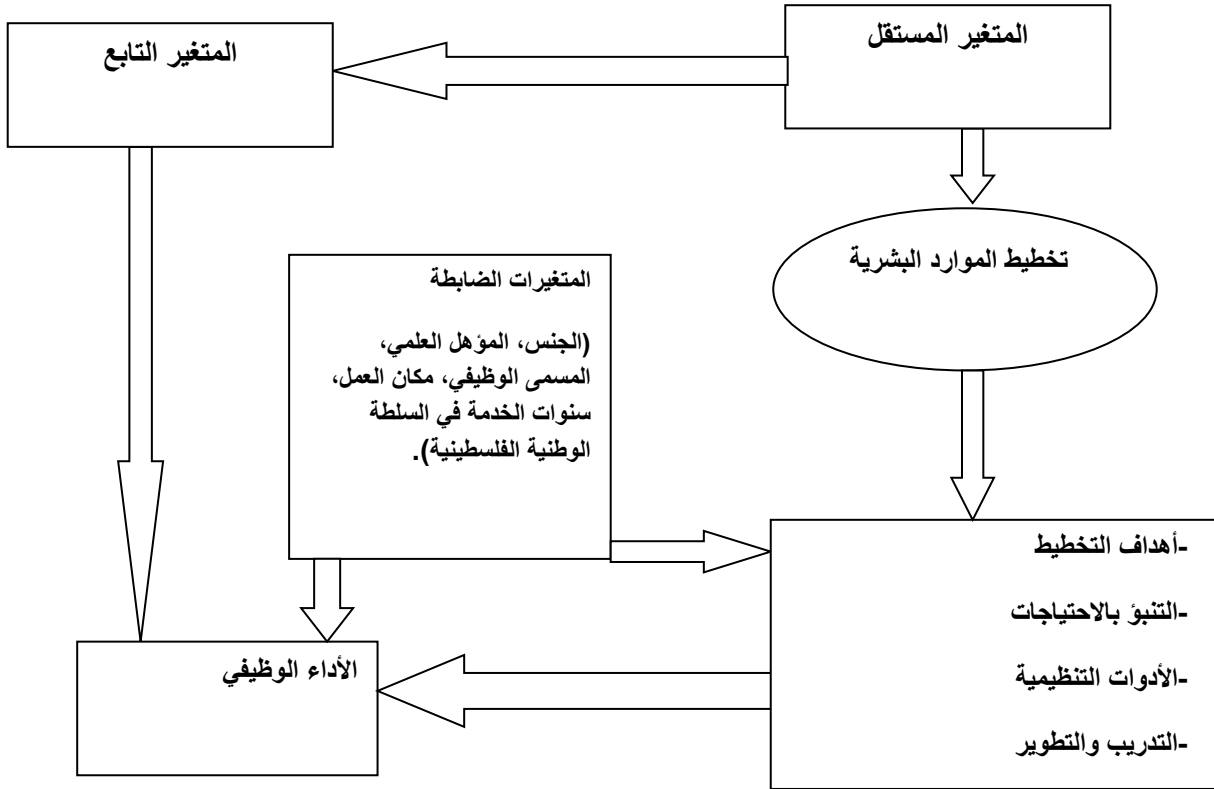 المتغير المستقل
المتغير التابع
تخطيط الموارد البشرية
المتغيرات الضابطة
(الجنس، المؤهل العلمي،
المسمى الوظيفي، مكان العمل،
سنوات الخدمة في السلطة
الوطنية الفلسطينية).
-أهداف التخطيط
-التنبؤ بالاحتياجات
-الأدوات التنظيمية
-التدريب والتطوير
الأداء الوظيفي